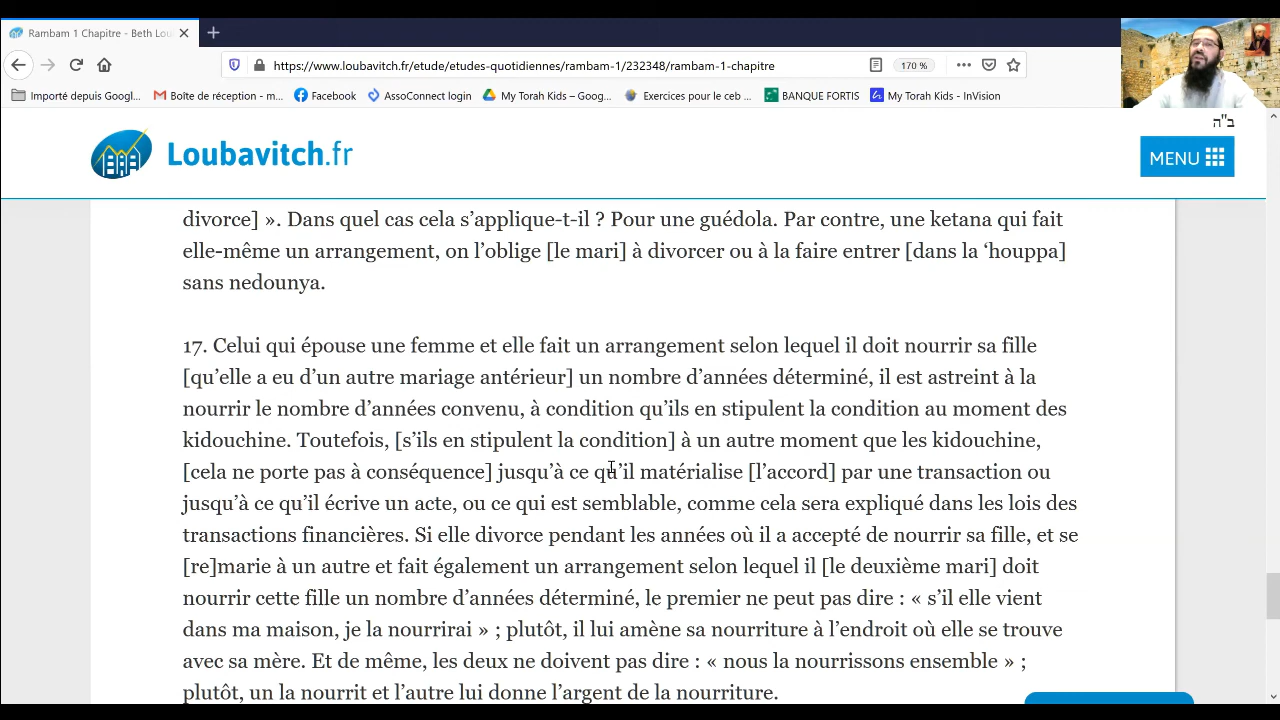 Rambam 1 Chapitre - Beth Lou
https://www.loubavitch.fr/etude/etudes-quotidiennes/rambam-1/232348/rambam-1-chapitre
170 %
Importé depuis Googl... Boîte de réception - m... Facebook AssoConnect login My Torah Kids – Goog... Exercices pour le ceb ... BANQUE FORTIS My Torah Kids - InVision
ב"ה
Loubavitch.fr
MENU
divorce] ». Dans quel cas cela s’applique-t-il ? Pour une guédola. Par contre, une ketana qui fait
elle-même un arrangement, on l’oblige [le mari] à divorcer ou à la faire entrer [dans la ‘houppa]
sans nedounya.
17. Celui qui épouse une femme et elle fait un arrangement selon lequel il doit nourrir sa fille
[qu’elle a eu d’un autre mariage antérieur] un nombre d’années déterminé, il est astreint à la
nourrir le nombre d’années convenu, à condition qu’ils en stipulent la condition au moment des
kidouchine. Toutefois, [s’ils en stipulent la condition] à un autre moment que les kidouchine,
[cela ne porte pas à conséquence] jusqu’à ce qu’il matérialise [l’accord] par une transaction ou
jusqu’à ce qu’il écrive un acte, ou ce qui est semblable, comme cela sera expliqué dans les lois des
transactions financières. Si elle divorce pendant les années où il a accepté de nourrir sa fille, et se
[re]marie à un autre et fait également un arrangement selon lequel il [le deuxième mari] doit
nourrir cette fille un nombre d’années déterminé, le premier ne peut pas dire : « s’il elle vient
dans ma maison, je la nourrirai » ; plutôt, il lui amène sa nourriture à l’endroit où elle se trouve
avec sa mère. Et de même, les deux ne doivent pas dire : « nous la nourrissons ensemble » ;
plutôt, un la nourrit et l’autre lui donne l’argent de la nourriture.